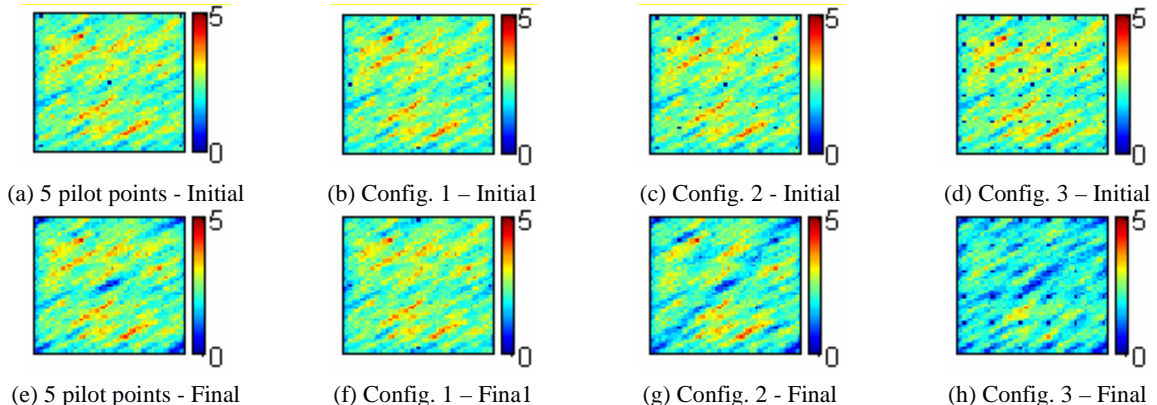 5 5 5 5
0 0 0 0
(a) 5 pilot points - Initial (b) Config. 1 – Initia1 (c) Config. 2 - Initial (d) Config. 3 – Initial
5 5 5 5
0 0 0 0
(e) 5 pilot points - Final (f) Config. 1 – Fina1 (g) Config. 2 - Final (h) Config. 3 – Final